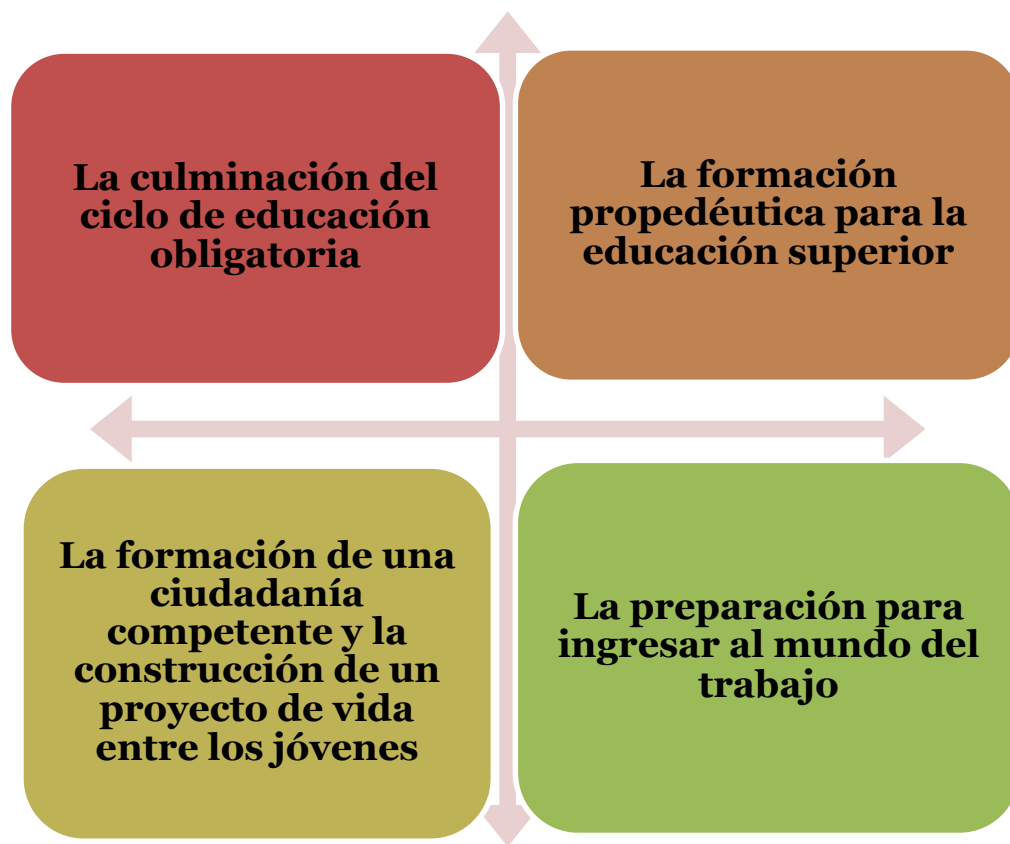 La culminación del
ciclo de educación
obligatoria
La formación
propedéutica para la
educación superior
La formación de una
ciudadanía
competente y la
construcción de un
proyecto de vida
entre los jóvenes
La preparación para
ingresar al mundo del
trabajo